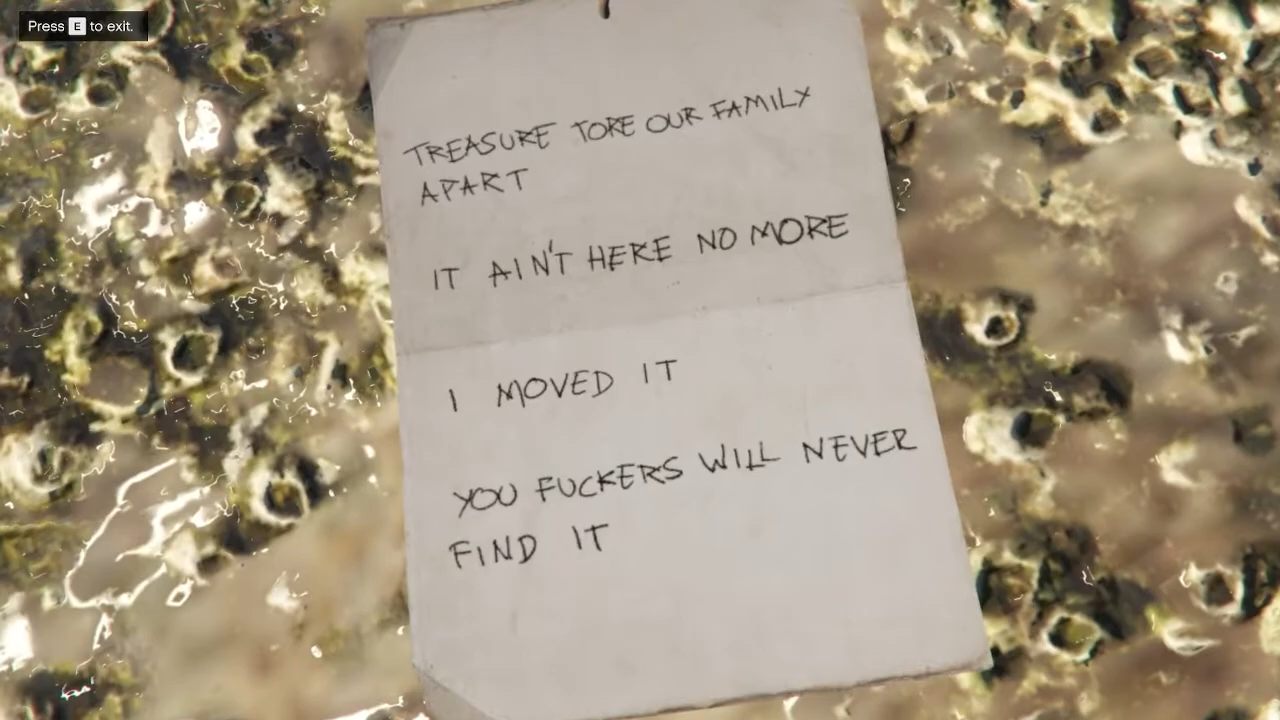 Press E to exit.
TREASURE TORE OUR FAMILY
APART
IT AIN'T HERE NO MORE
I MOVED IT
YOU FUCKERS WILL NEVER
FIND IT